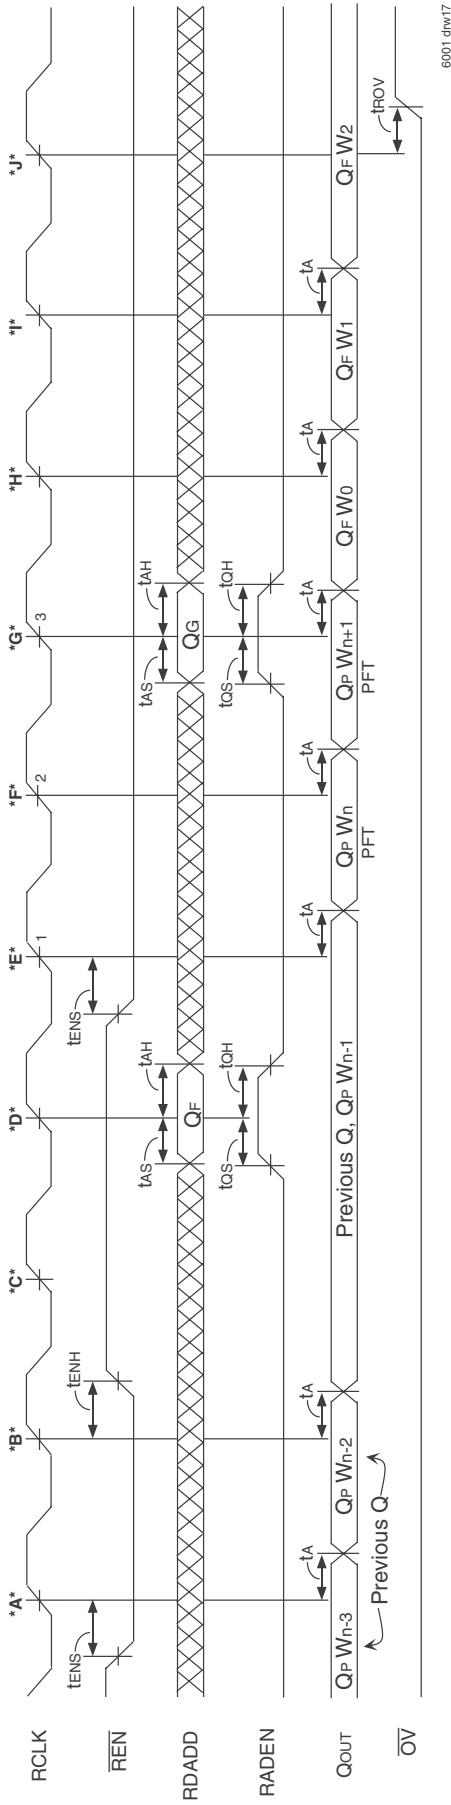 *A* *B* *C* *D* *E* *F* *G* *H* *I* *J*
RCLK 1 2 3
tENS tENH tENS
REN
tAS tAH tAS tAH
RDADD QF QG
tQS tQH tQS tQH
RADEN
tA tA tA tA tA tA tA tA
QOUT QP Wn-3 QP Wn-2 Previous Q, QP Wn-1 QP Wn QP Wn+1 QF W0 QF W1 QF W2
PFT PFT
Previous Q
tROV
OV
6001 drw17